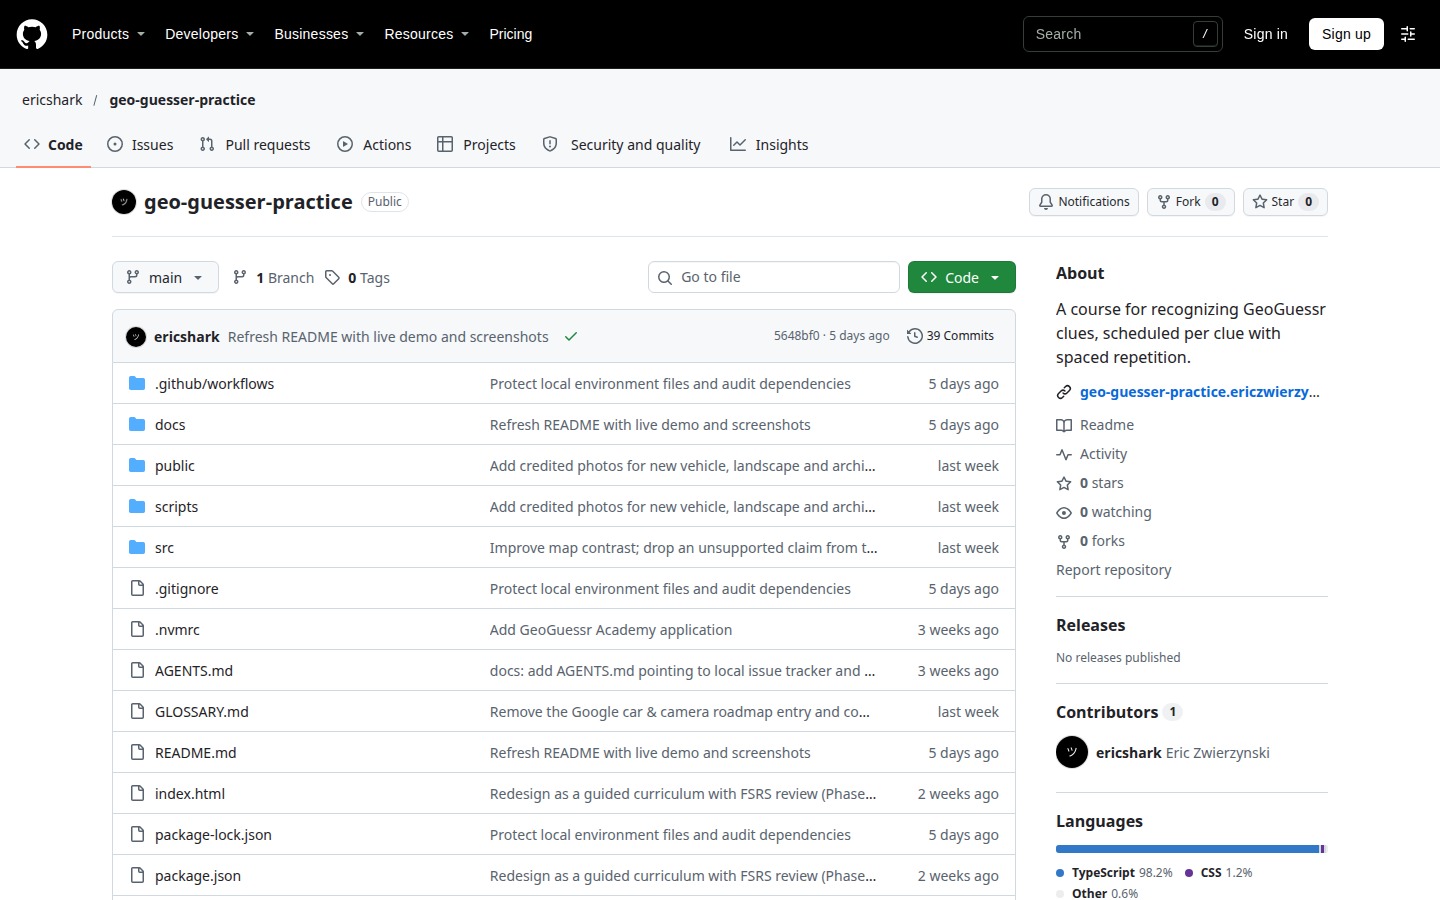 Products Developers Businesses Resources Pricing Search / Sign in Sign up
ericshark / geo-guesser-practice
Code Issues Pull requests Actions Projects Security and quality Insights
ツ geo-guesser-practice Public Notifications Fork 0 Star 0
main 1 Branch 0 Tags Go to file Code
ericshark Refresh README with live demo and screenshots 5648bf0 · 5 days ago 39 Commits
.github/workflows Protect local environment files and audit dependencies 5 days ago
docs Refresh README with live demo and screenshots 5 days ago
public Add credited photos for new vehicle, landscape and archi... last week
scripts Add credited photos for new vehicle, landscape and archi... last week
src Improve map contrast; drop an unsupported claim from t... last week
.gitignore Protect local environment files and audit dependencies 5 days ago
.nvmrc Add GeoGuessr Academy application 3 weeks ago
AGENTS.md docs: add AGENTS.md pointing to local issue tracker and ... 3 weeks ago
GLOSSARY.md Remove the Google car & camera roadmap entry and co... last week
README.md Refresh README with live demo and screenshots 5 days ago
index.html Redesign as a guided curriculum with FSRS review (Phase... 2 weeks ago
package-lock.json Protect local environment files and audit dependencies 5 days ago
package.json Redesign as a guided curriculum with FSRS review (Phase... 2 weeks ago
About
A course for recognizing GeoGuessr
clues, scheduled per clue with
spaced repetition.
geo-guesser-practice.ericzwierzy...
Readme
Activity
0 stars
0 watching
0 forks
Report repository
Releases
No releases published
Contributors 1
ツ ericshark Eric Zwierzynski
Languages
TypeScript 98.2% CSS 1.2%
Other 0.6%